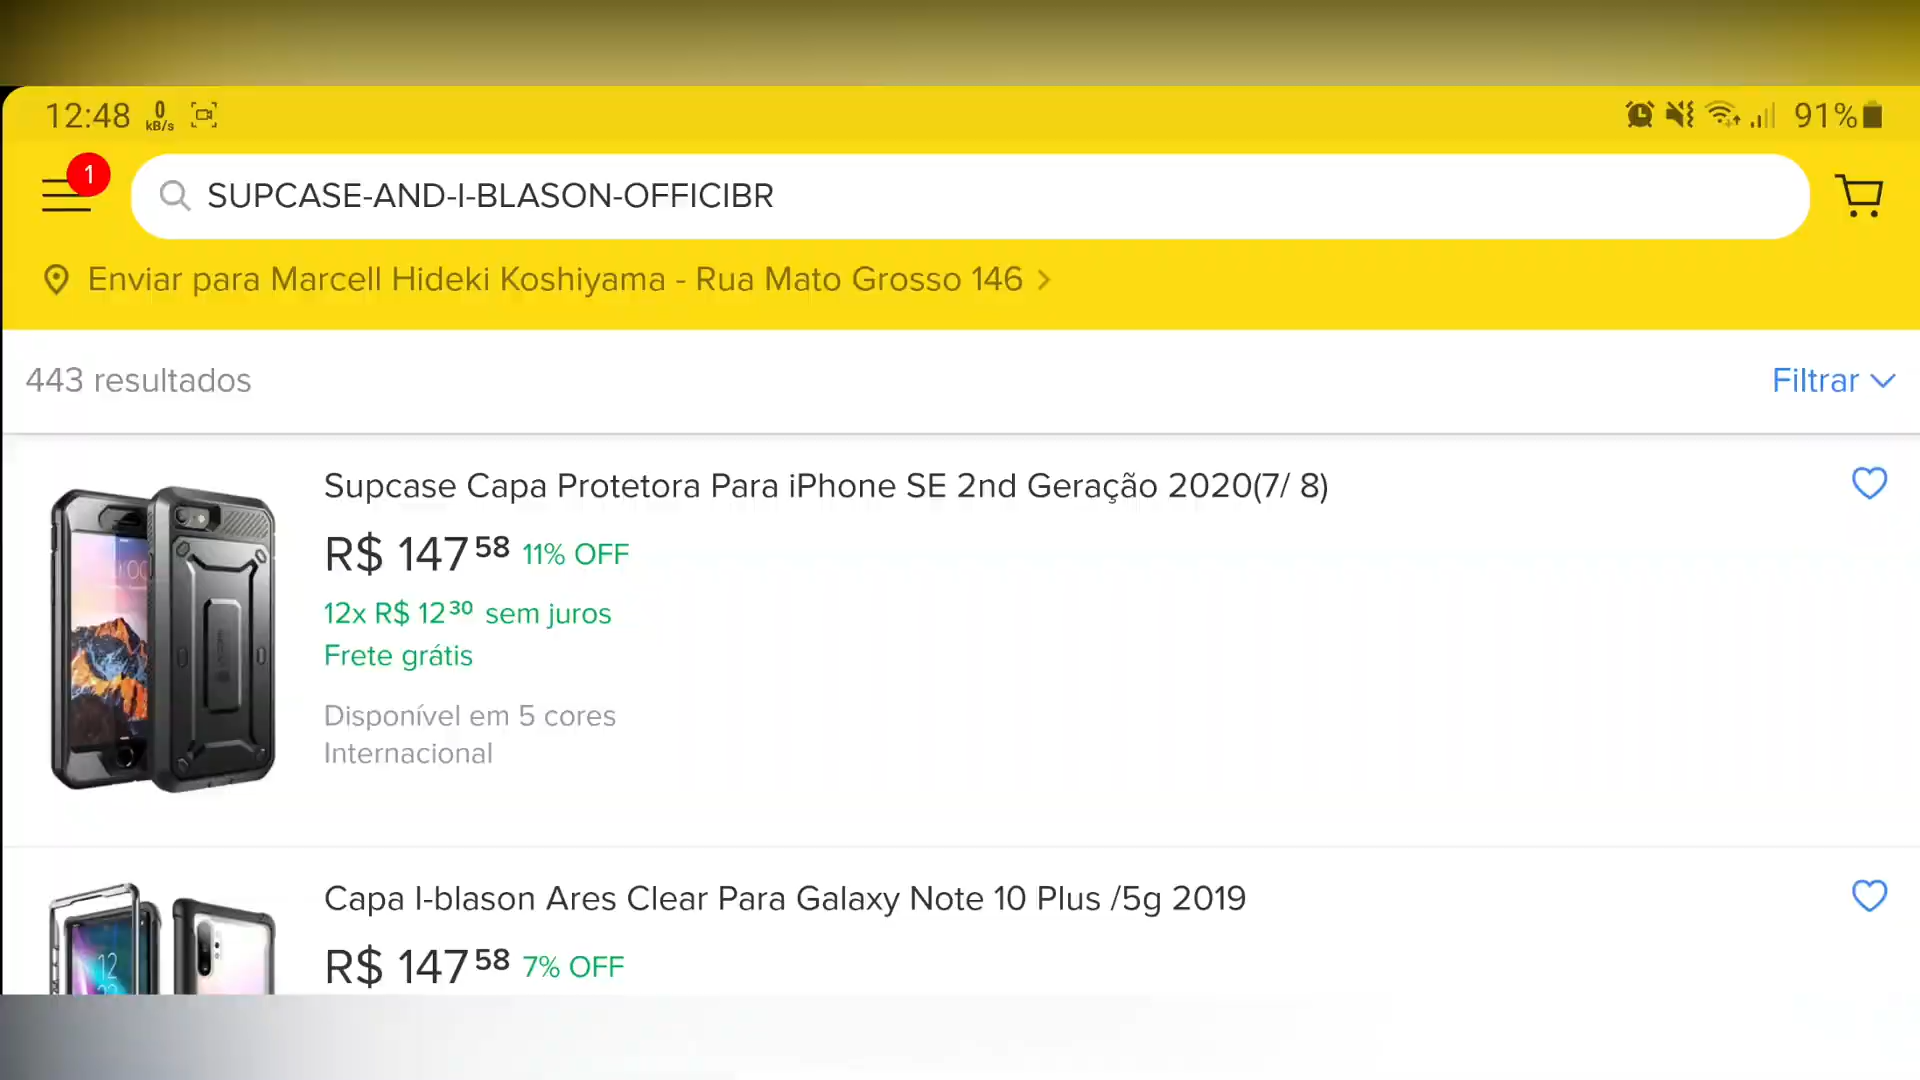 12:48 0 kB/s 91%
1
SUPCASE-AND-I-BLASON-OFFICIBR
Enviar para Marcell Hideki Koshiyama - Rua Mato Grosso 146
443 resultados
Filtrar
Supcase Capa Protetora Para iPhone SE 2nd Geração 2020(7/ 8)
R$ 147 58 11% OFF
12x R$ 12 30 sem juros
Frete grátis
Disponível em 5 cores
Internacional
Capa I-blason Ares Clear Para Galaxy Note 10 Plus /5g 2019
R$ 147 58 7% OFF
12